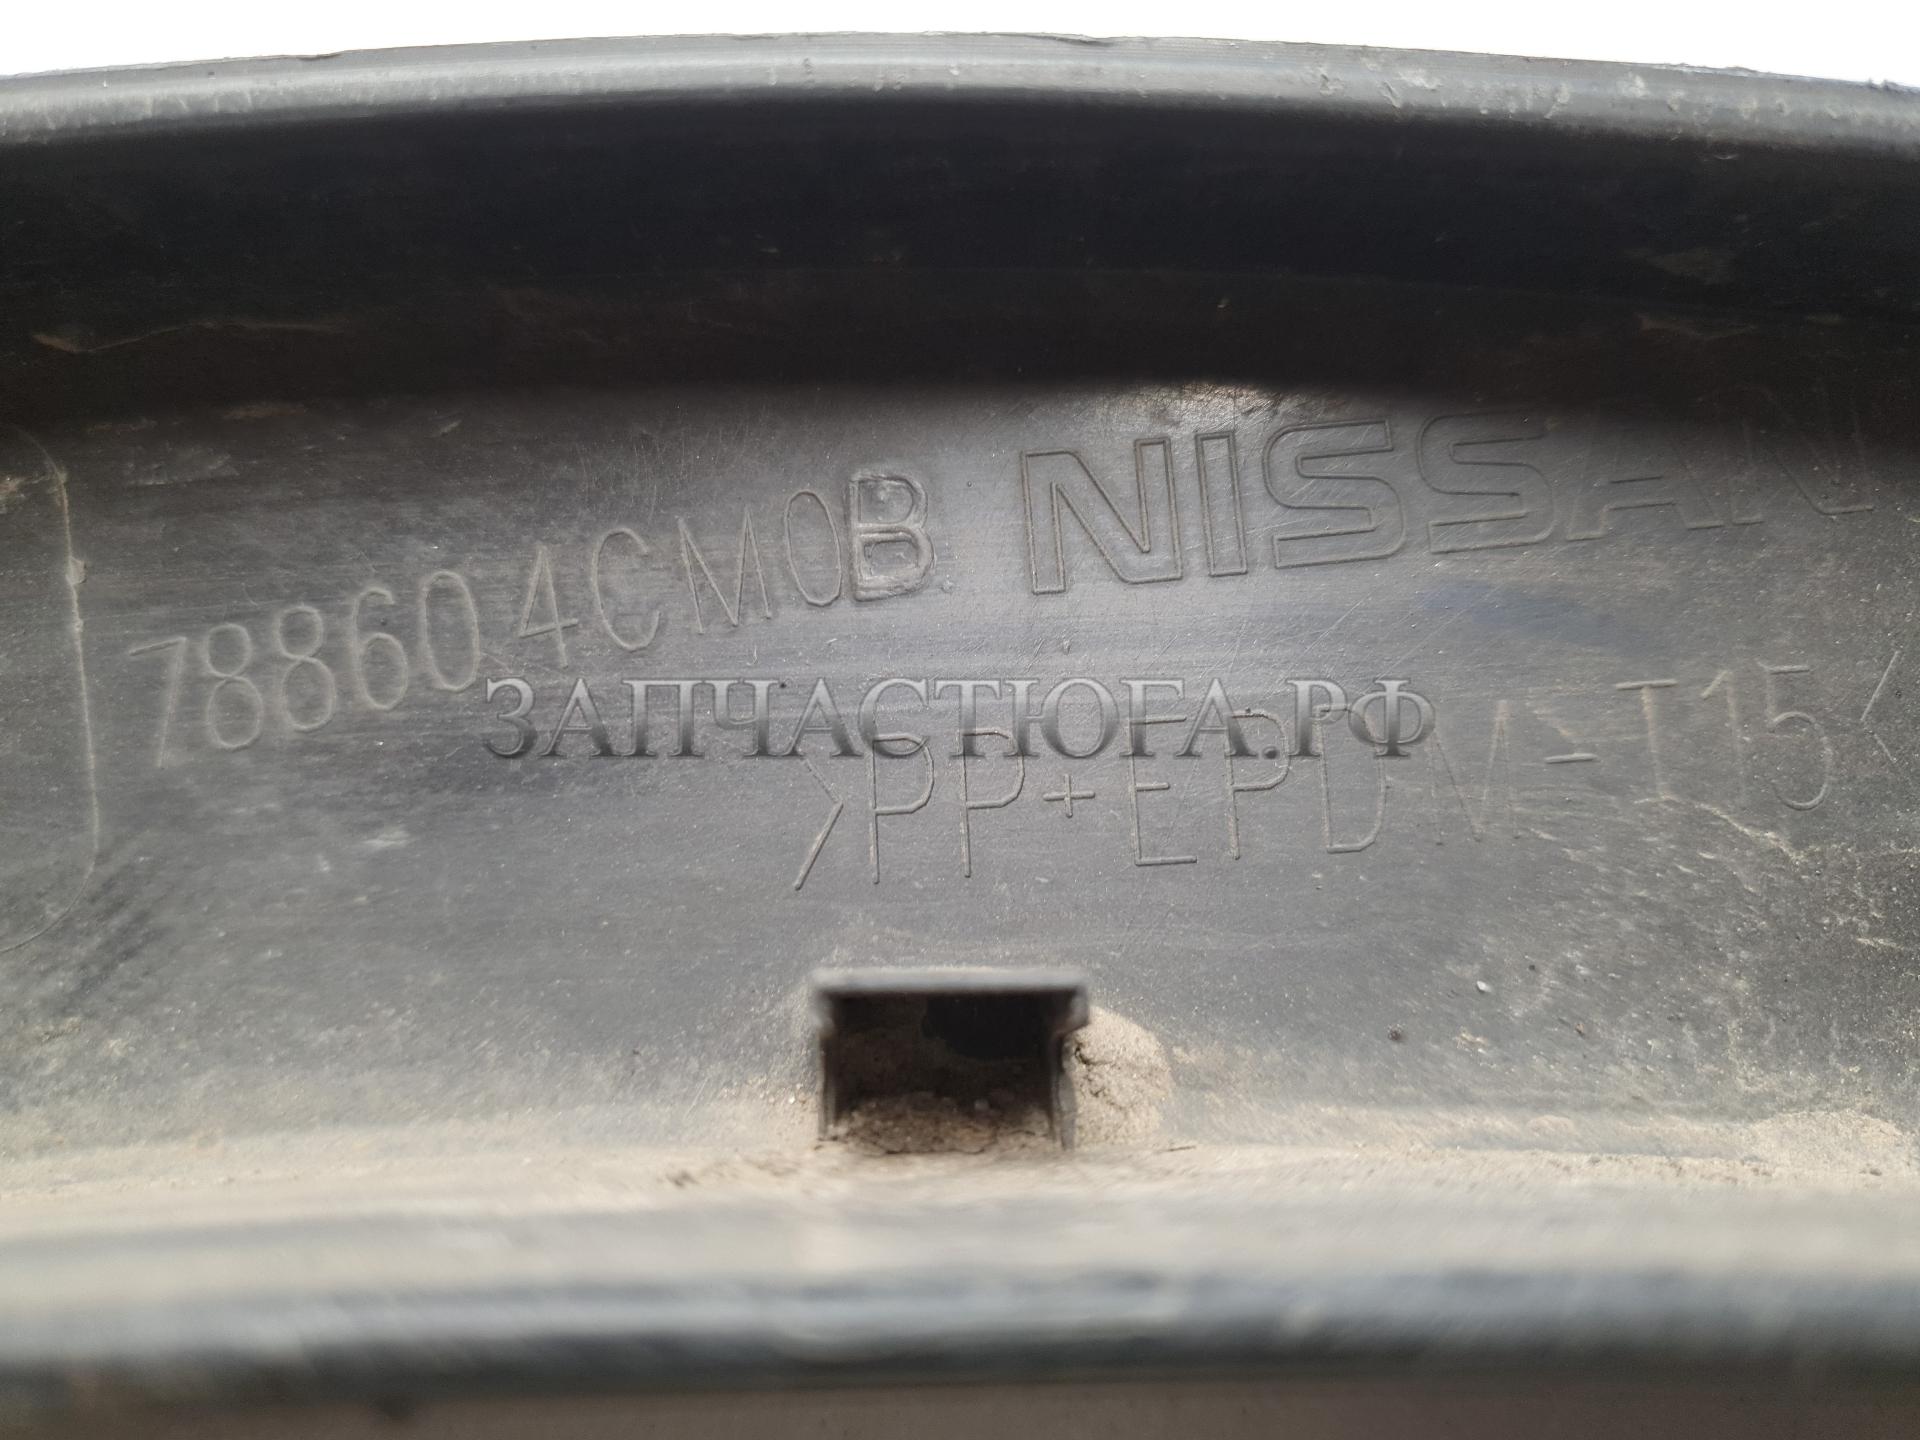 788604CM0B NISSAN
ЗАПЧАСТЮГА.РФ
>PP+EPDM-T15<